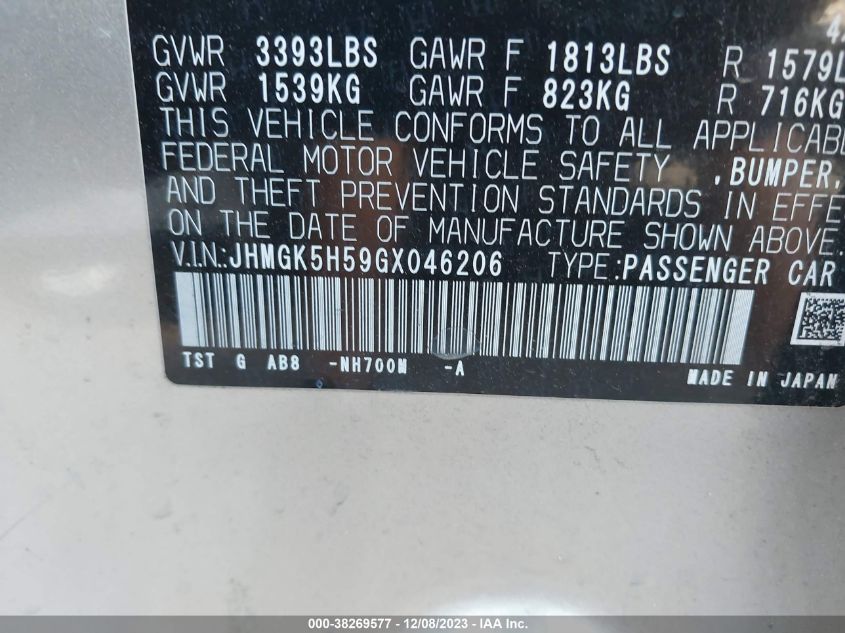 GVWR 3393LBS GAWR F 1813LBS R 1579L
GVWR 1539KG GAWR F 823KG R 716KG
THIS VEHICLE CONFORMS TO ALL APPLICABL
FEDERAL MOTOR VEHICLE SAFETY , BUMPER,
AND THEFT PREVENTION STANDARDS IN EFFE
ON THE DATE OF MANUFACTURE SHOWN ABOVE.
V.I.N.:JHMGK5H59GX046206 TYPE:PASSENGER CAR
TST G AB8 -NH700M -A
MADE IN JAPAN
000-38269577 - 12/08/2023 - © IAA, Inc.